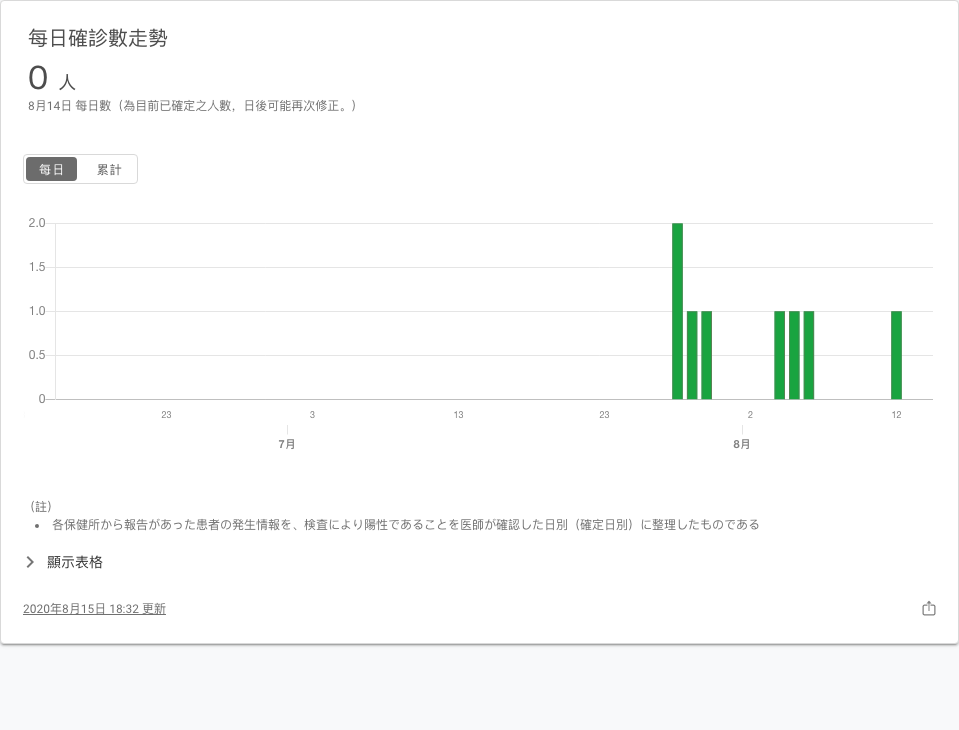 每日確診數走勢
0 人
8月14日 每日數（為目前已確定之人數，日後可能再次修正。）
每日 累計
2.0
1.5
1.0
0.5
0
23 3 13 23 2 12
7月 8月
（註）
• 各保健所から報告があった患者の発生情報を、検査により陽性であることを医師が確認した日別（確定日別）に整理したものである
顯示表格
2020年8月15日 18:32 更新